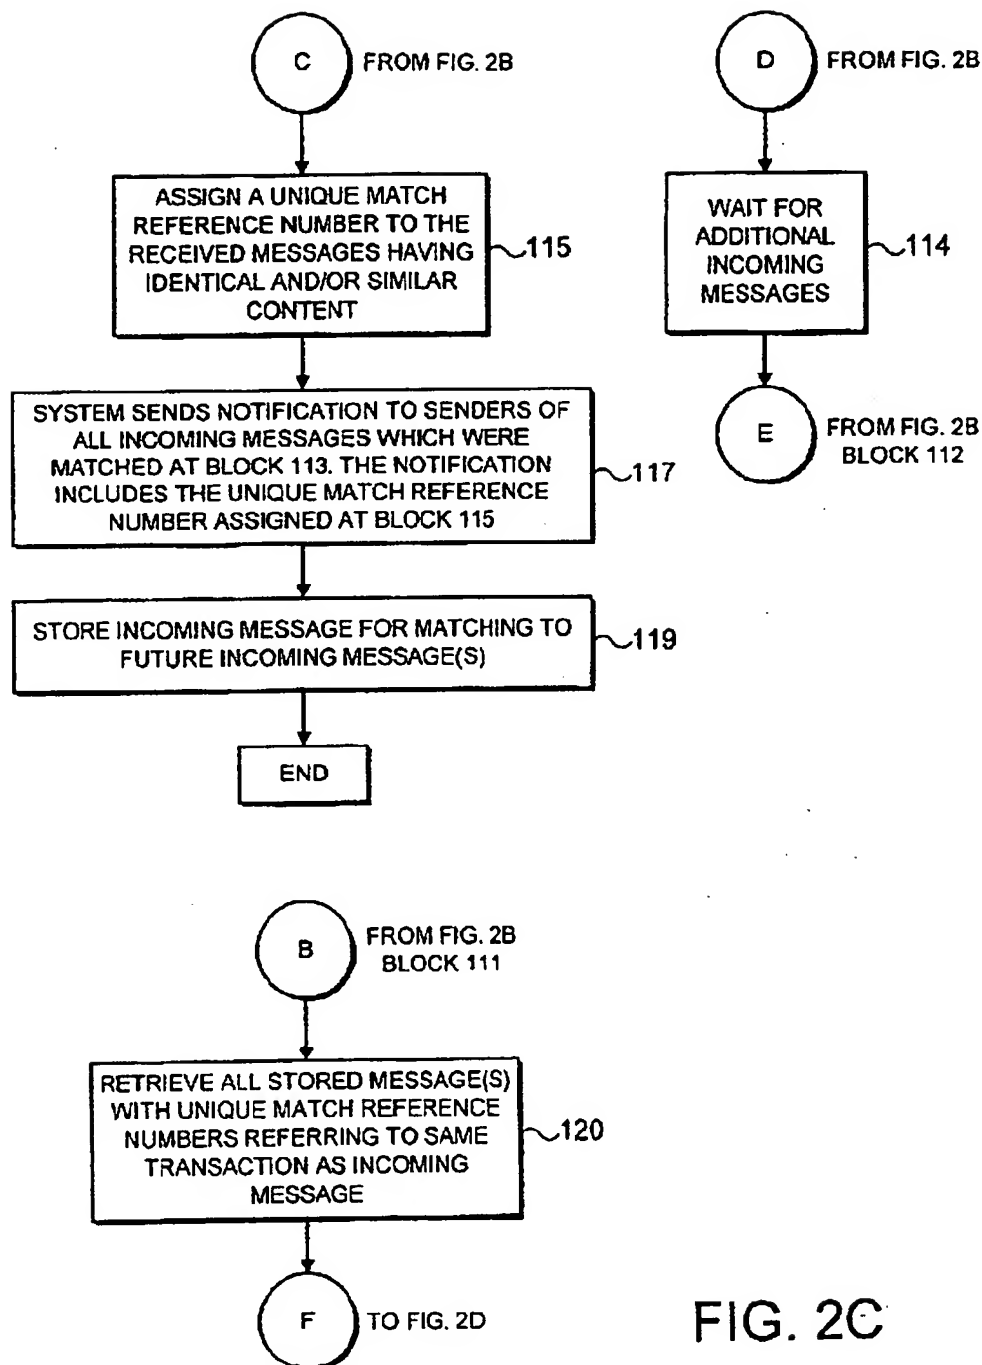 C
FROM FIG. 2B
ASSIGN A UNIQUE MATCH
REFERENCE NUMBER TO THE
RECEIVED MESSAGES HAVING
IDENTICAL AND/OR SIMILAR
CONTENT
115
SYSTEM SENDS NOTIFICATION TO SENDERS OF
ALL INCOMING MESSAGES WHICH WERE
MATCHED AT BLOCK 113. THE NOTIFICATION
INCLUDES THE UNIQUE MATCH REFERENCE
NUMBER ASSIGNED AT BLOCK 115
117
STORE INCOMING MESSAGE FOR MATCHING TO
FUTURE INCOMING MESSAGE(S)
119
END
D
FROM FIG. 2B
WAIT FOR
ADDITIONAL
INCOMING
MESSAGES
114
E
FROM FIG. 2B
BLOCK 112
B
FROM FIG. 2B
BLOCK 111
RETRIEVE ALL STORED MESSAGE(S)
WITH UNIQUE MATCH REFERENCE
NUMBERS REFERRING TO SAME
TRANSACTION AS INCOMING
MESSAGE
120
F
TO FIG. 2D
FIG. 2C